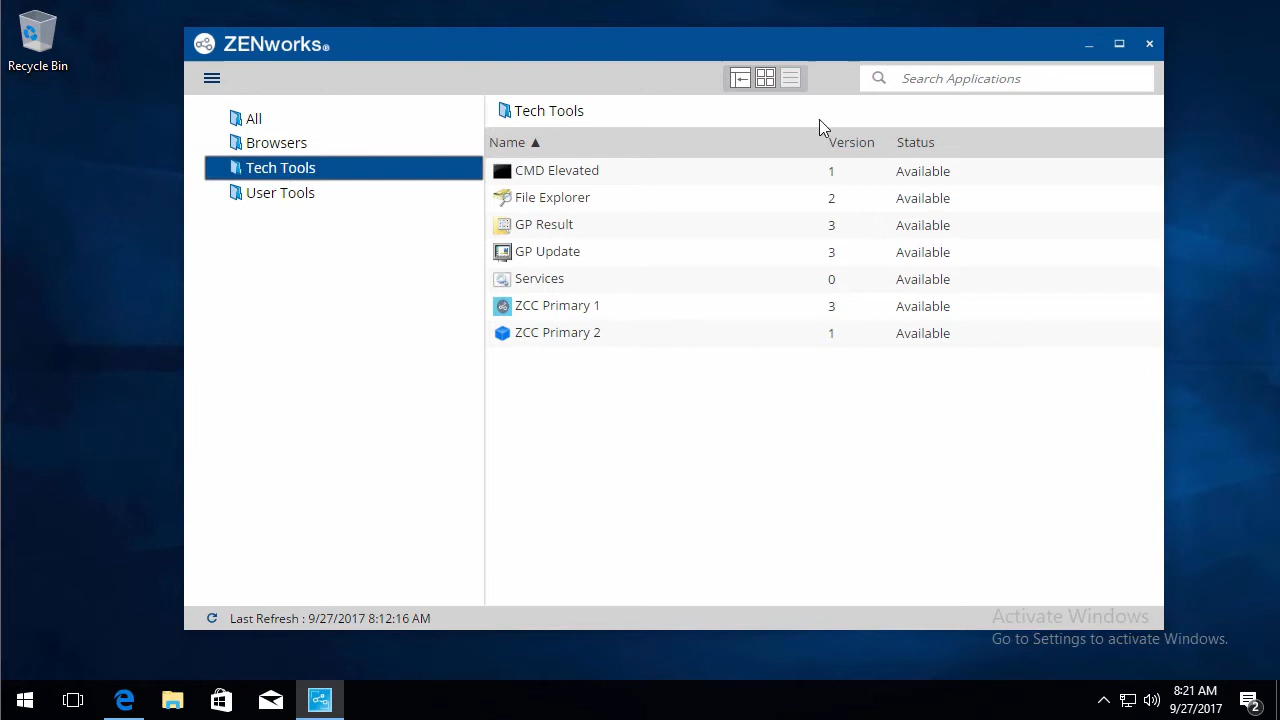 Recycle Bin
ZENworks®
Search Applications
All
Browsers
Tech Tools
User Tools
Tech Tools
Name ▲ Version Status
CMD Elevated 1 Available
File Explorer 2 Available
GP Result 3 Available
GP Update 3 Available
Services 0 Available
ZCC Primary 1 3 Available
ZCC Primary 2 1 Available
Last Refresh : 9/27/2017 8:12:16 AM
Activate Windows
Go to Settings to activate Windows.
8:21 AM
9/27/2017
2